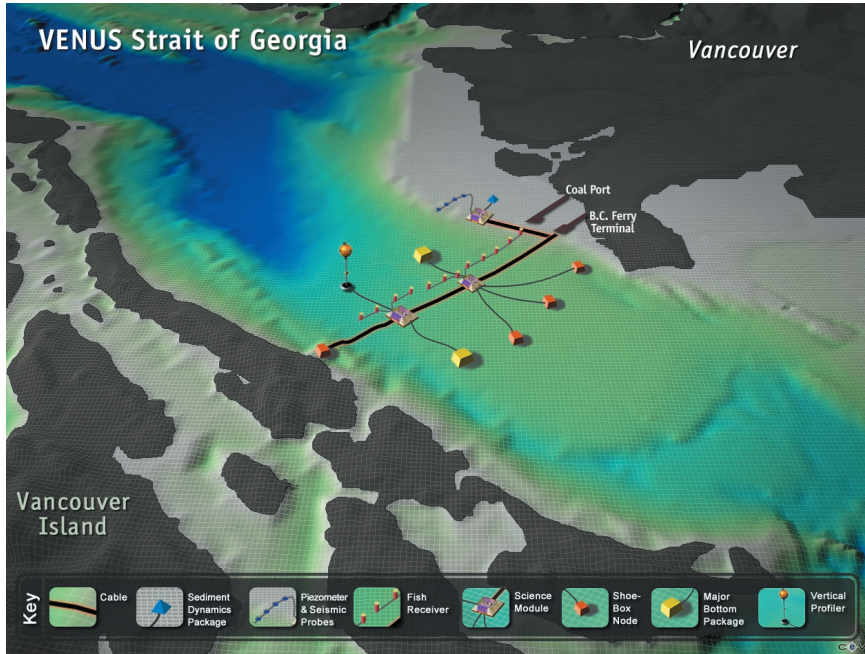 VENUS Strait of Georgia
Vancouver
Coal Port
B.C. Ferry
Terminal
Vancouver
Island
Key
Cable
Sediment
Dynamics
Package
Piezometer
& Seismic
Probes
Fish
Receiver
Science
Module
Shoe-
Box
Node
Major
Bottom
Package
Vertical
Profiler